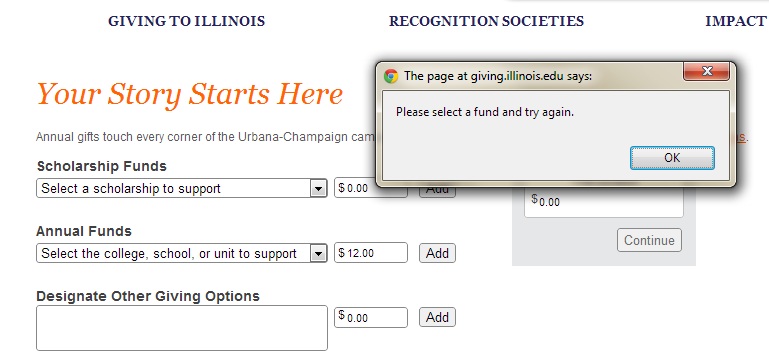 GIVING TO ILLINOIS RECOGNITION SOCIETIES IMPACT
The page at giving.illinois.edu says:
Please select a fund and try again.
OK
Your Story Starts Here
Annual gifts touch every corner of the Urbana-Champaign cam
s.
Scholarship Funds
Select a scholarship to support $ 0.00 Add
$0.00
Annual Funds
Continue
Select the college, school, or unit to support $ 12.00 Add
Designate Other Giving Options
$ 0.00 Add